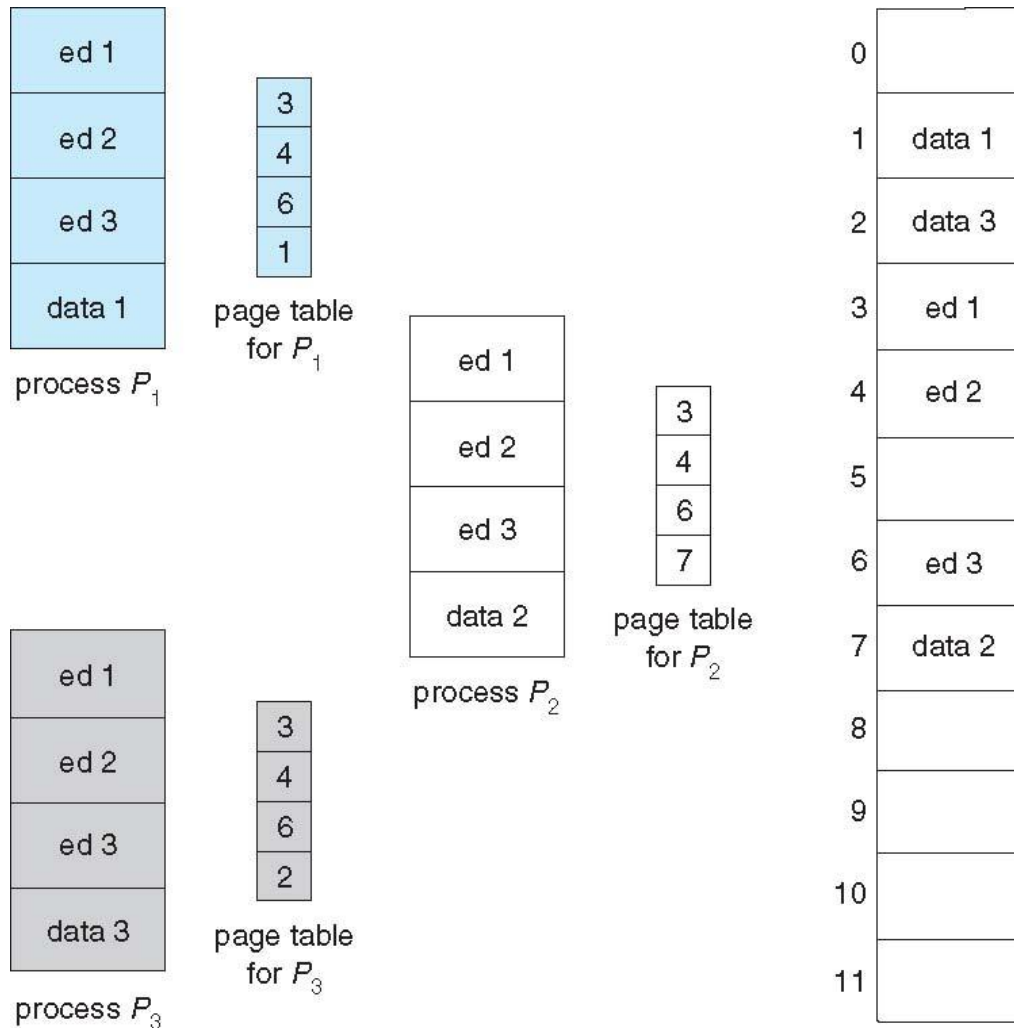 ed 1
ed 2
ed 3
data 1
process P1
3
4
6
1
page table
for P1
ed 1
ed 2
ed 3
data 2
process P2
3
4
6
7
page table
for P2
ed 1
ed 2
ed 3
data 3
process P3
3
4
6
2
page table
for P3
0
1 data 1
2 data 3
3 ed 1
4 ed 2
5
6 ed 3
7 data 2
8
9
10
11